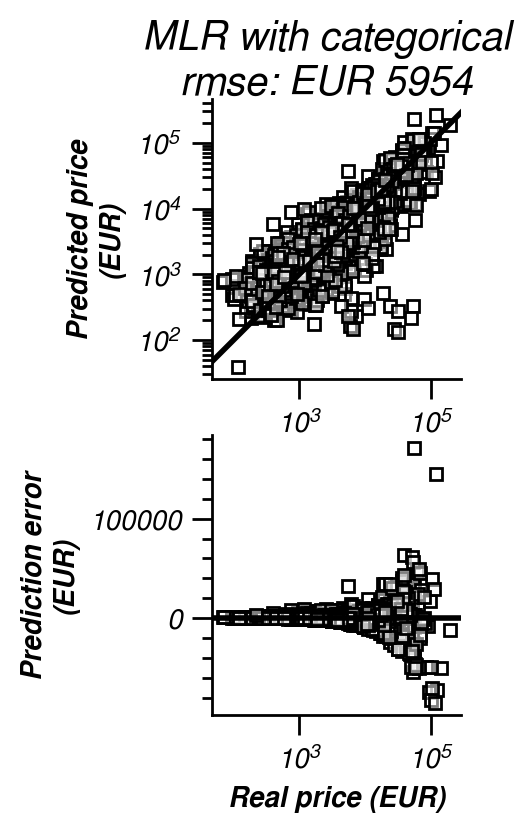 MLR with categorical
rmse: EUR 5954
Predicted price
(EUR)
10^5
10^4
10^3
10^2
10^3 10^5
Prediction error
(EUR)
100000
0
10^3 10^5
Real price (EUR)